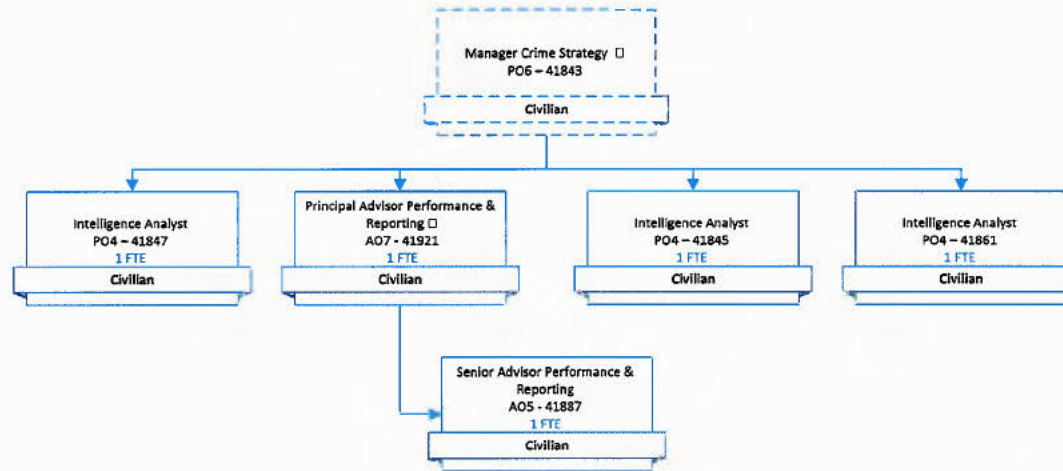 Manager Crime Strategy □
PO6 – 41843
Civilian
Intelligence Analyst
PO4 – 41847
1 FTE
Civilian
Principal Advisor Performance &
Reporting □
AO7 - 41921
1 FTE
Civilian
Intelligence Analyst
PO4 – 41845
1 FTE
Civilian
Intelligence Analyst
PO4 – 41861
1 FTE
Civilian
Senior Advisor Performance &
Reporting
AO5 - 41887
1 FTE
Civilian